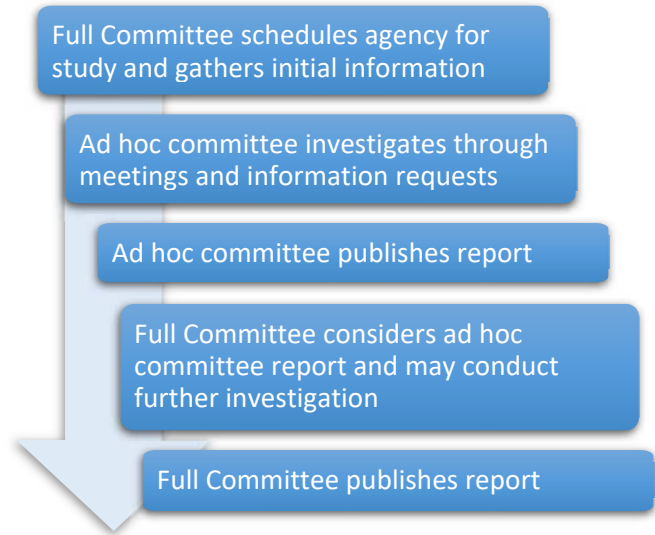 Full Committee schedules agency for
study and gathers initial information
Ad hoc committee investigates through
meetings and information requests
Ad hoc committee publishes report
Full Committee considers ad hoc
committee report and may conduct
further investigation
Full Committee publishes report